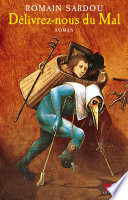 ROMAIN SARDOU
Délivrez-nous du Mal
ROMAN